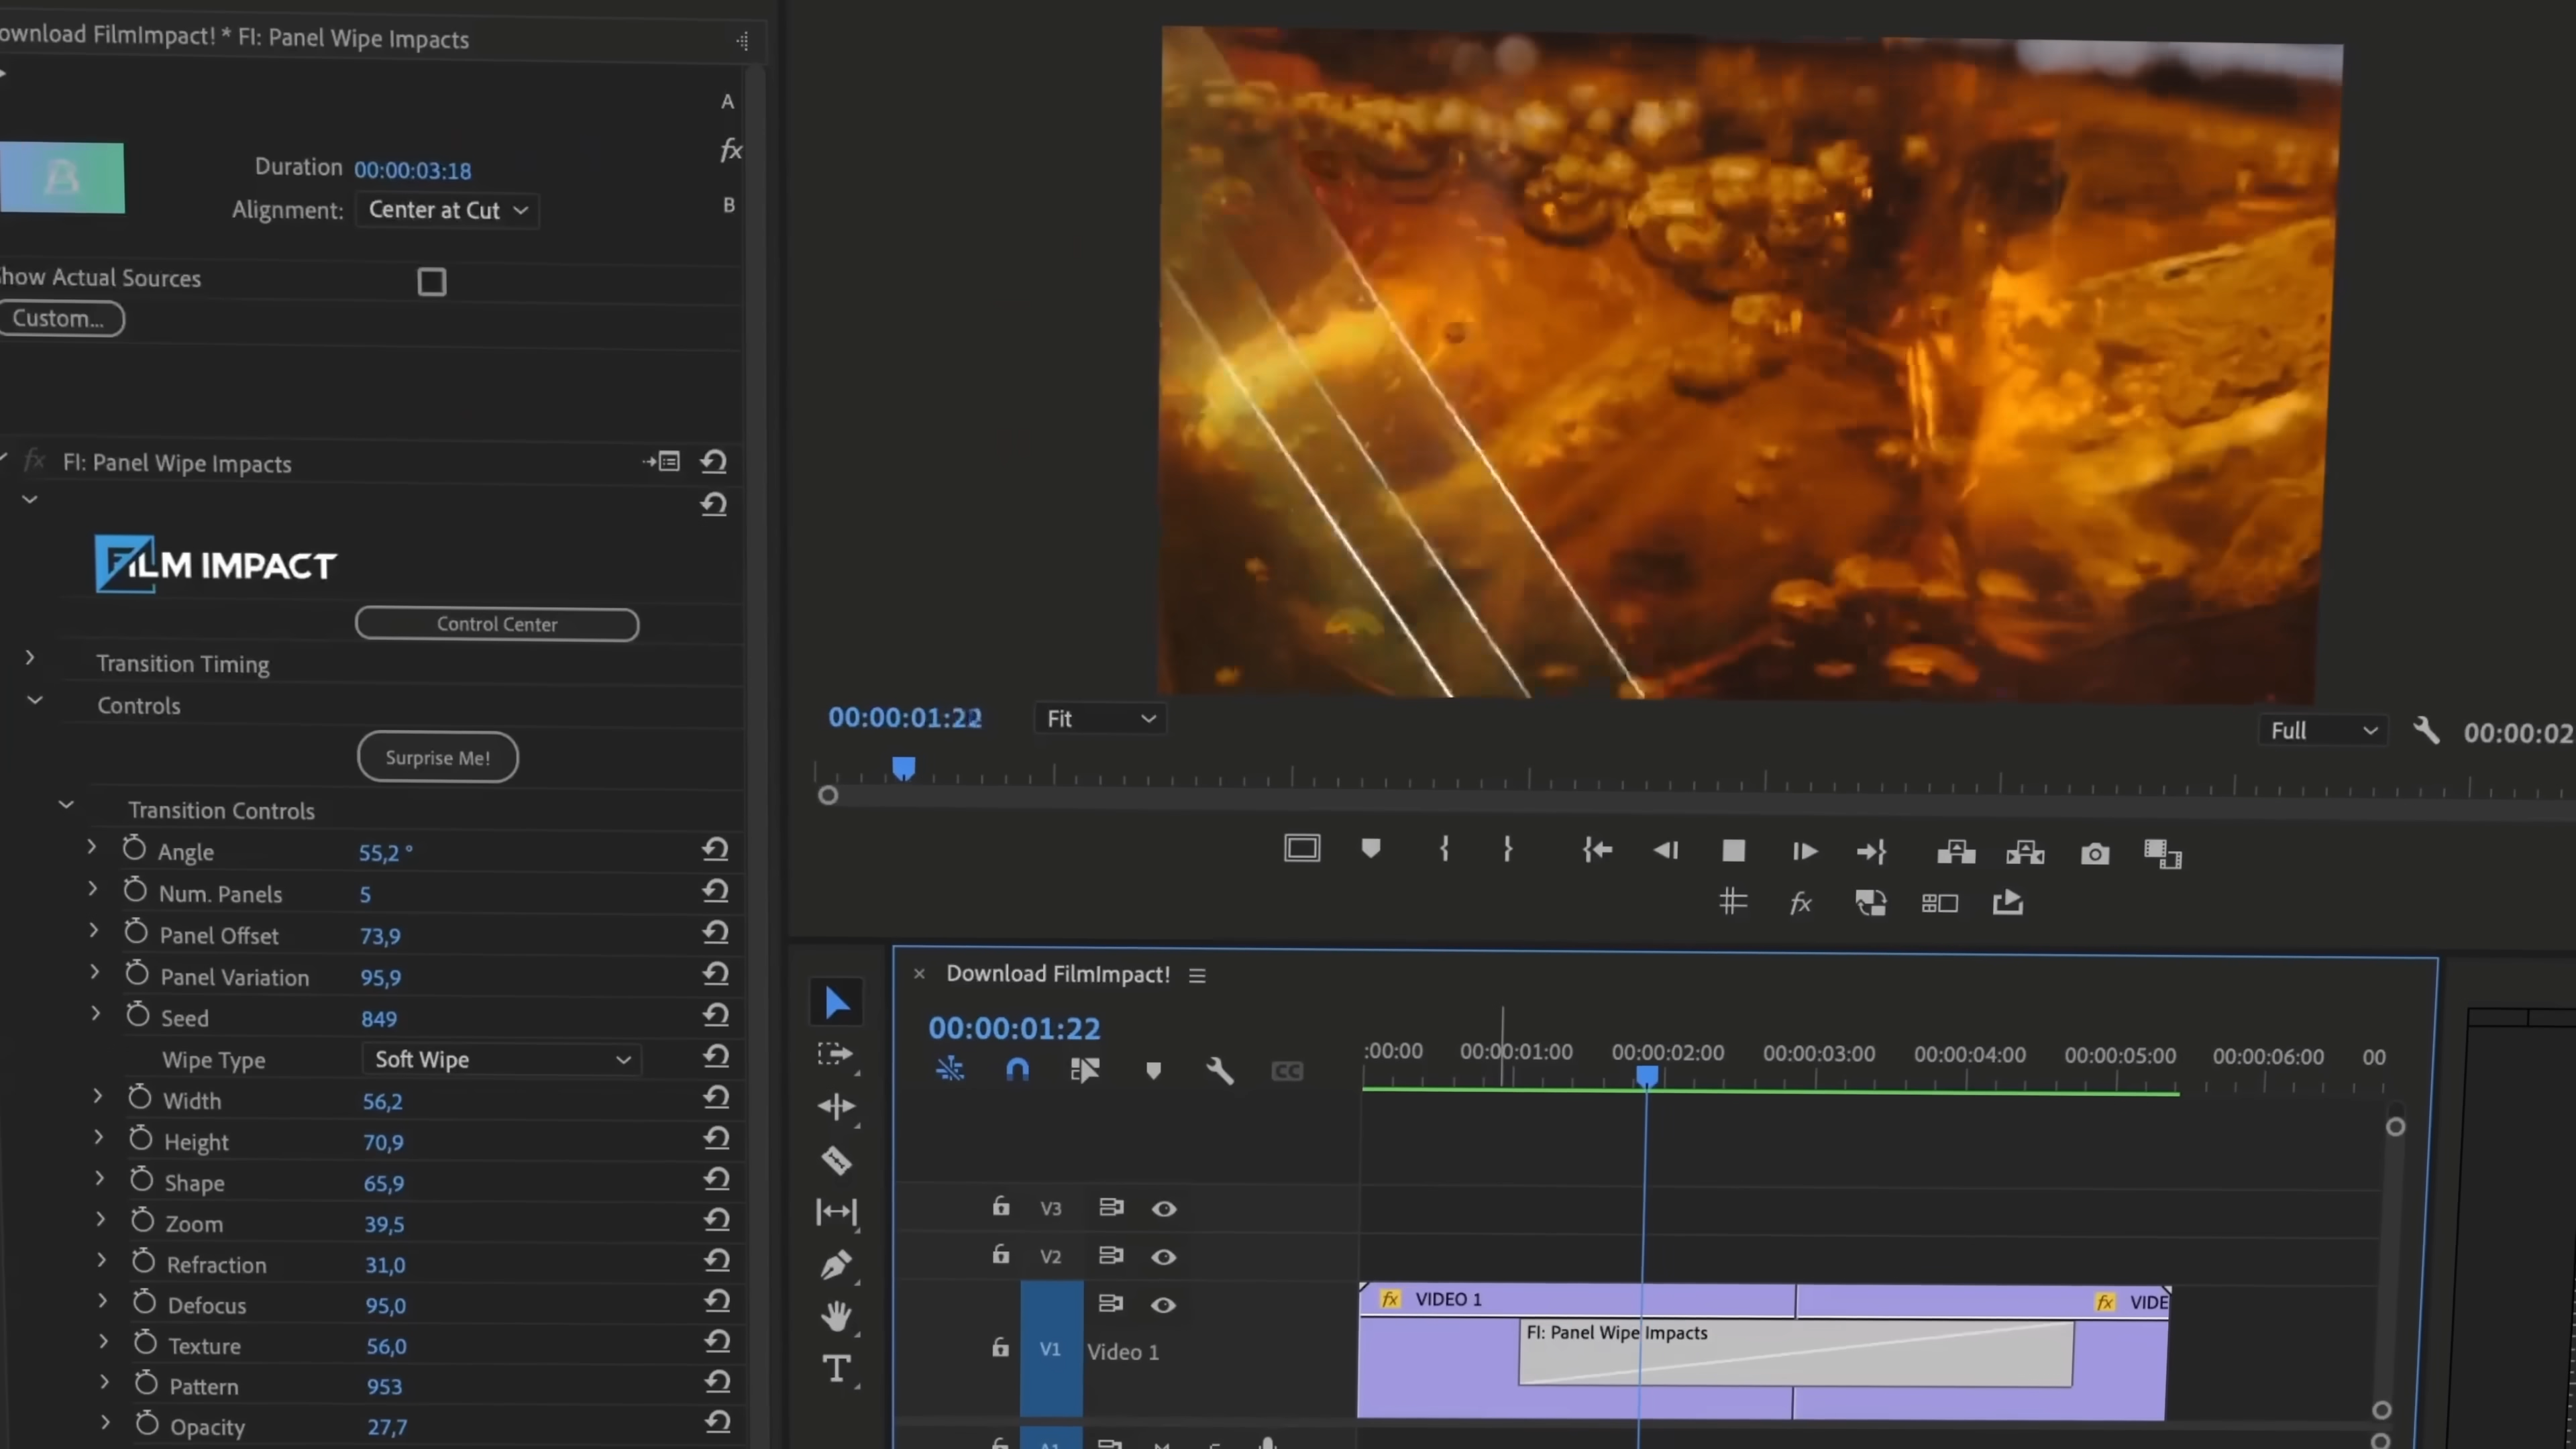 ownload FilmImpact! * FI: Panel Wipe Impacts
A
fx
B
Duration 00:00:03:18
Alignment: Center at Cut
how Actual Sources
Custom...
fx FI: Panel Wipe Impacts
FILM IMPACT
Control Center
Transition Timing
Controls
Surprise Me!
Transition Controls
Angle 55,2 °
Num. Panels 5
Panel Offset 73,9
Panel Variation 95,9
Seed 849
Wipe Type Soft Wipe
Width 56,2
Height 70,9
Shape 65,9
Zoom 39,5
Refraction 31,0
Defocus 95,0
Texture 56,0
Pattern 953
Opacity 27,7
00:00:01:22 Fit Full 00:00:02
fx
Download FilmImpact!
00:00:01:22
CC
:00:00 00:00:01:00 00:00:02:00 00:00:03:00 00:00:04:00 00:00:05:00 00:00:06:00 00
V3
V2
V1 Video 1
fx VIDEO 1 fx VIDE
FI: Panel Wipe Impacts
A1